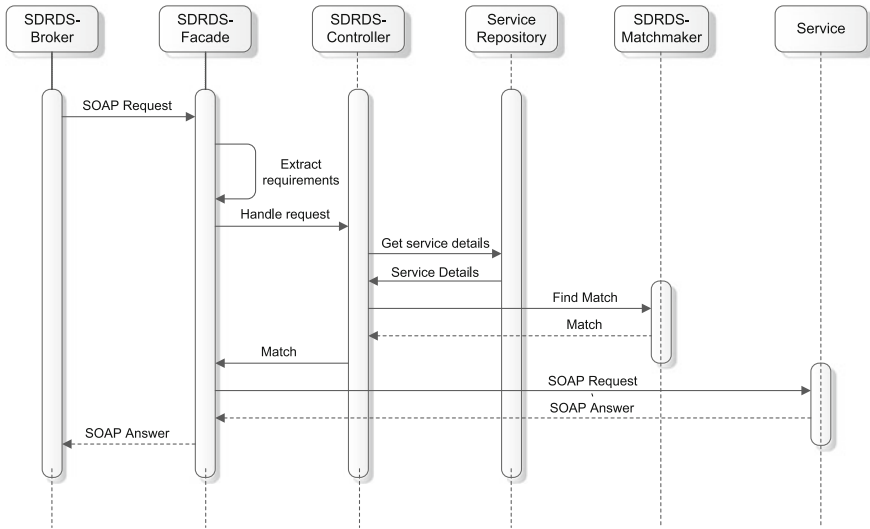 SDRDS-
Broker
SDRDS-
Facade
SDRDS-
Controller
Service
Repository
SDRDS-
Matchmaker
Service
SOAP Request
Extract
requirements
Handle request
Get service details
Service Details
Find Match
Match
Match
SOAP Request
SOAP Answer
SOAP Answer